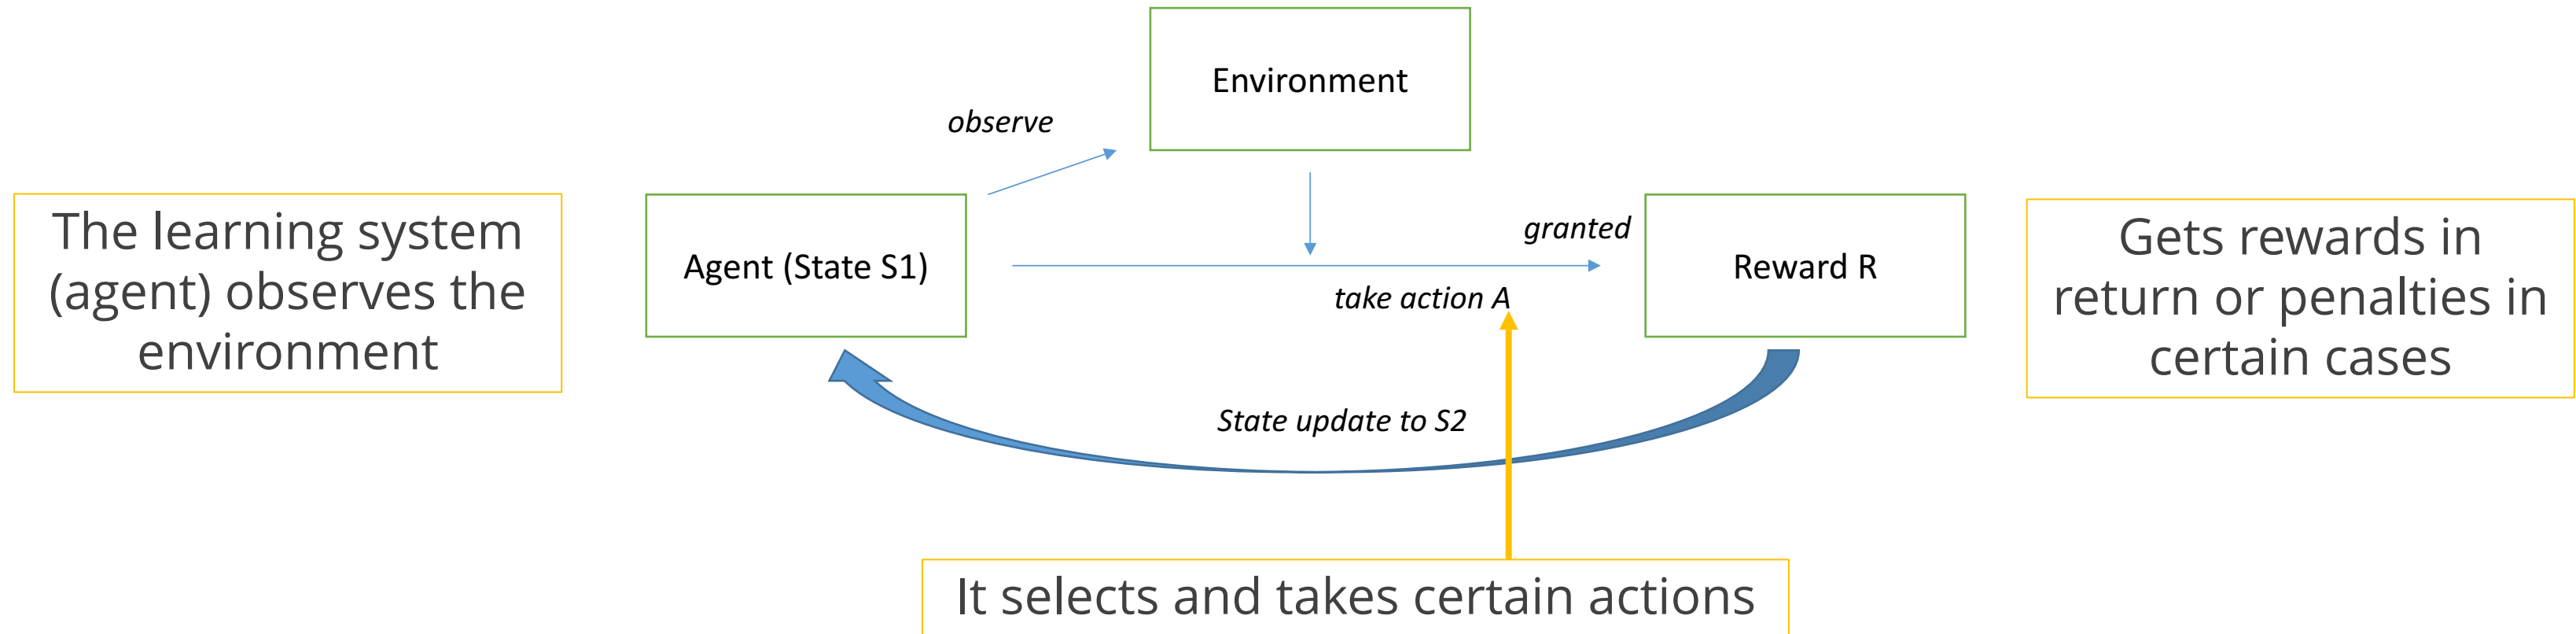 Environment
observe
The learning system
(agent) observes the
environment
Agent (State S1)
granted
Reward R
Gets rewards in
return or penalties in
certain cases
take action A
State update to S2
It selects and takes certain actions